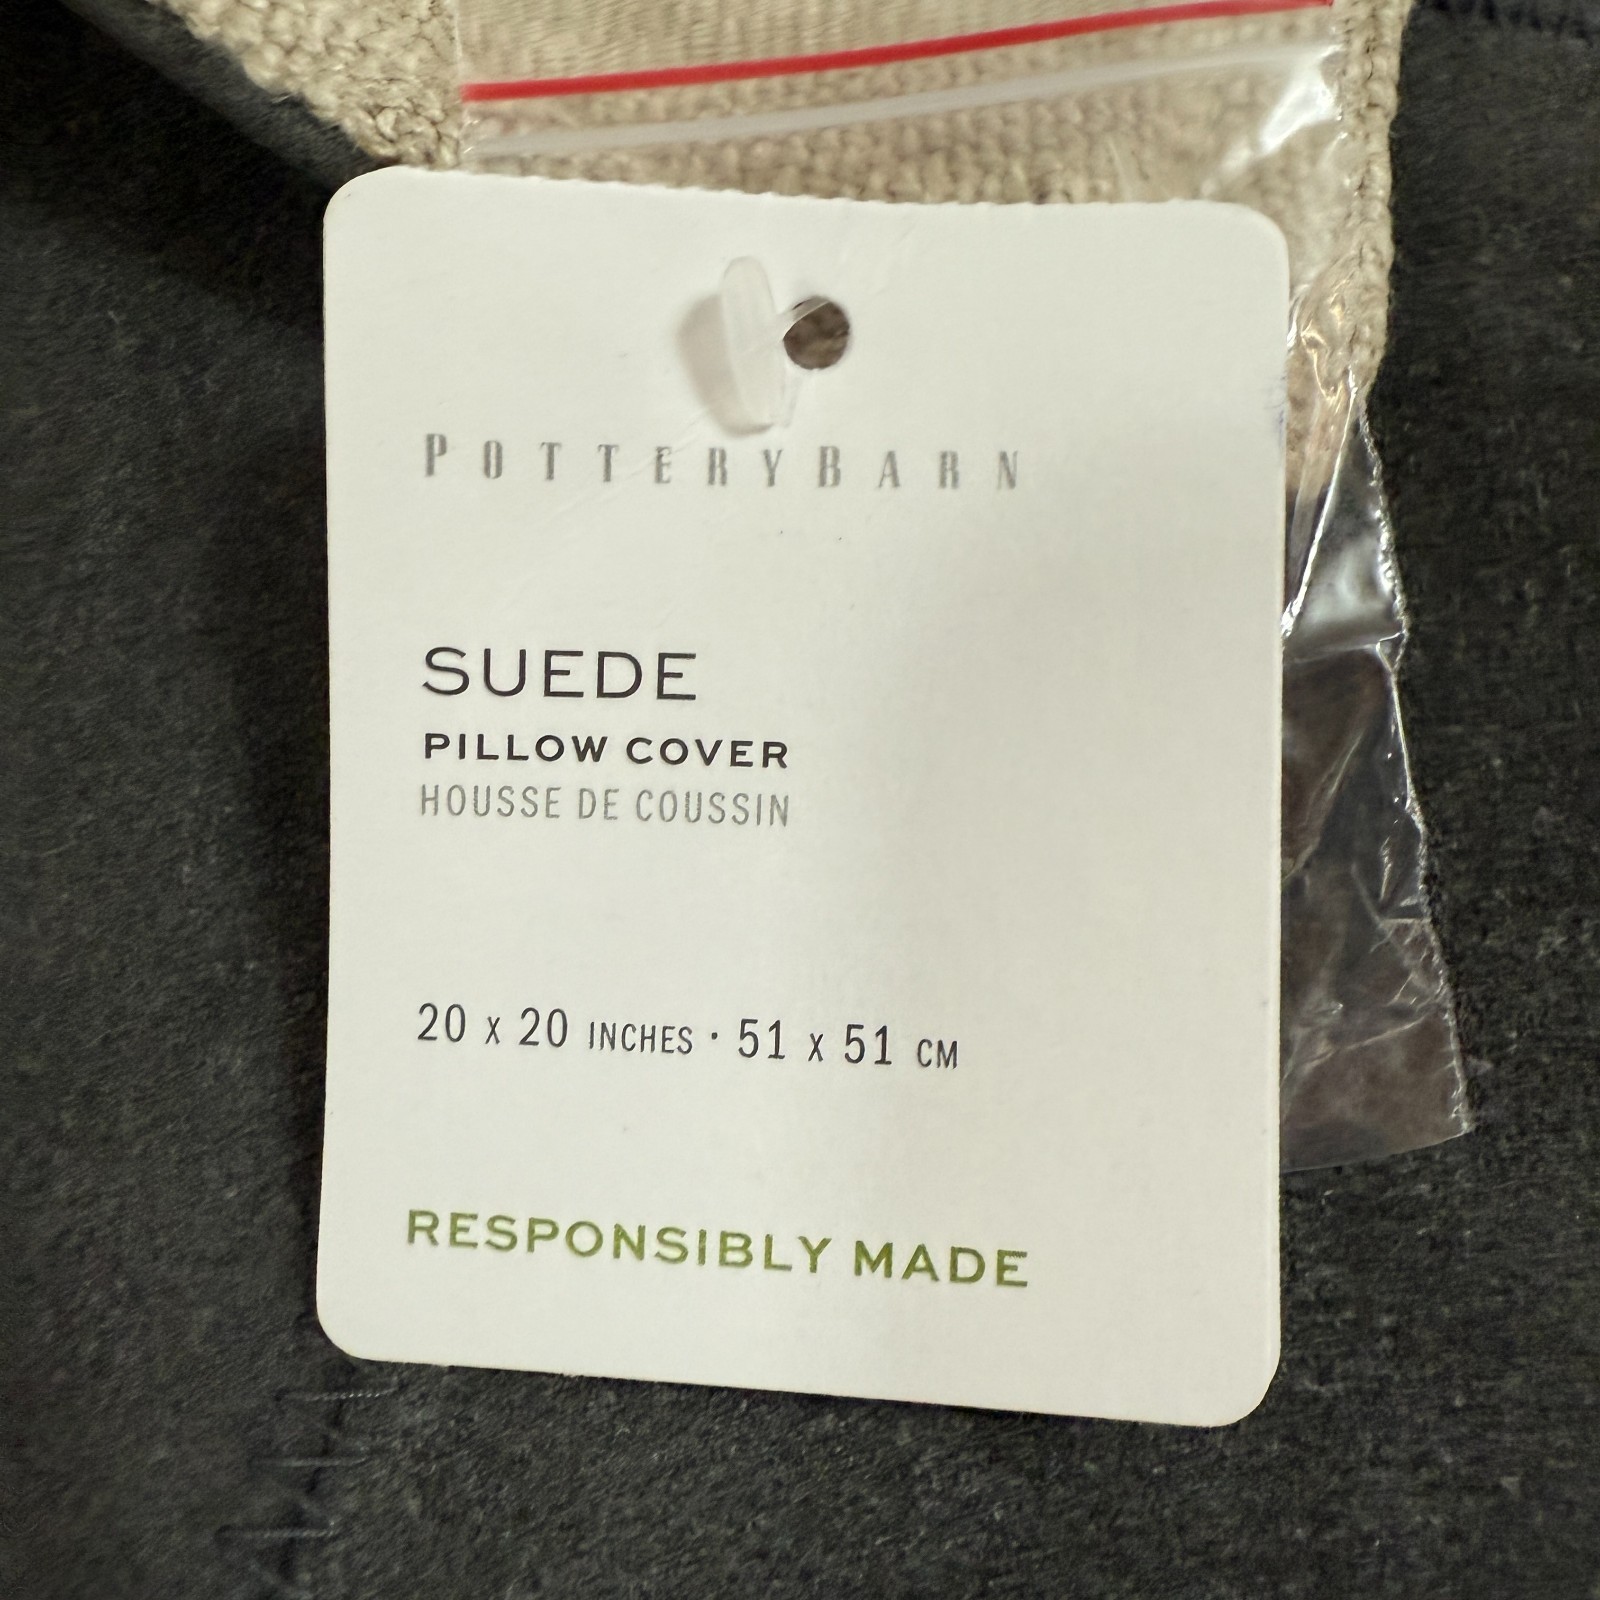 POTTERYBARN
SUEDE
PILLOW COVER
HOUSSE DE COUSSIN
20 x 20 INCHES · 51 x 51 CM
RESPONSIBLY MADE